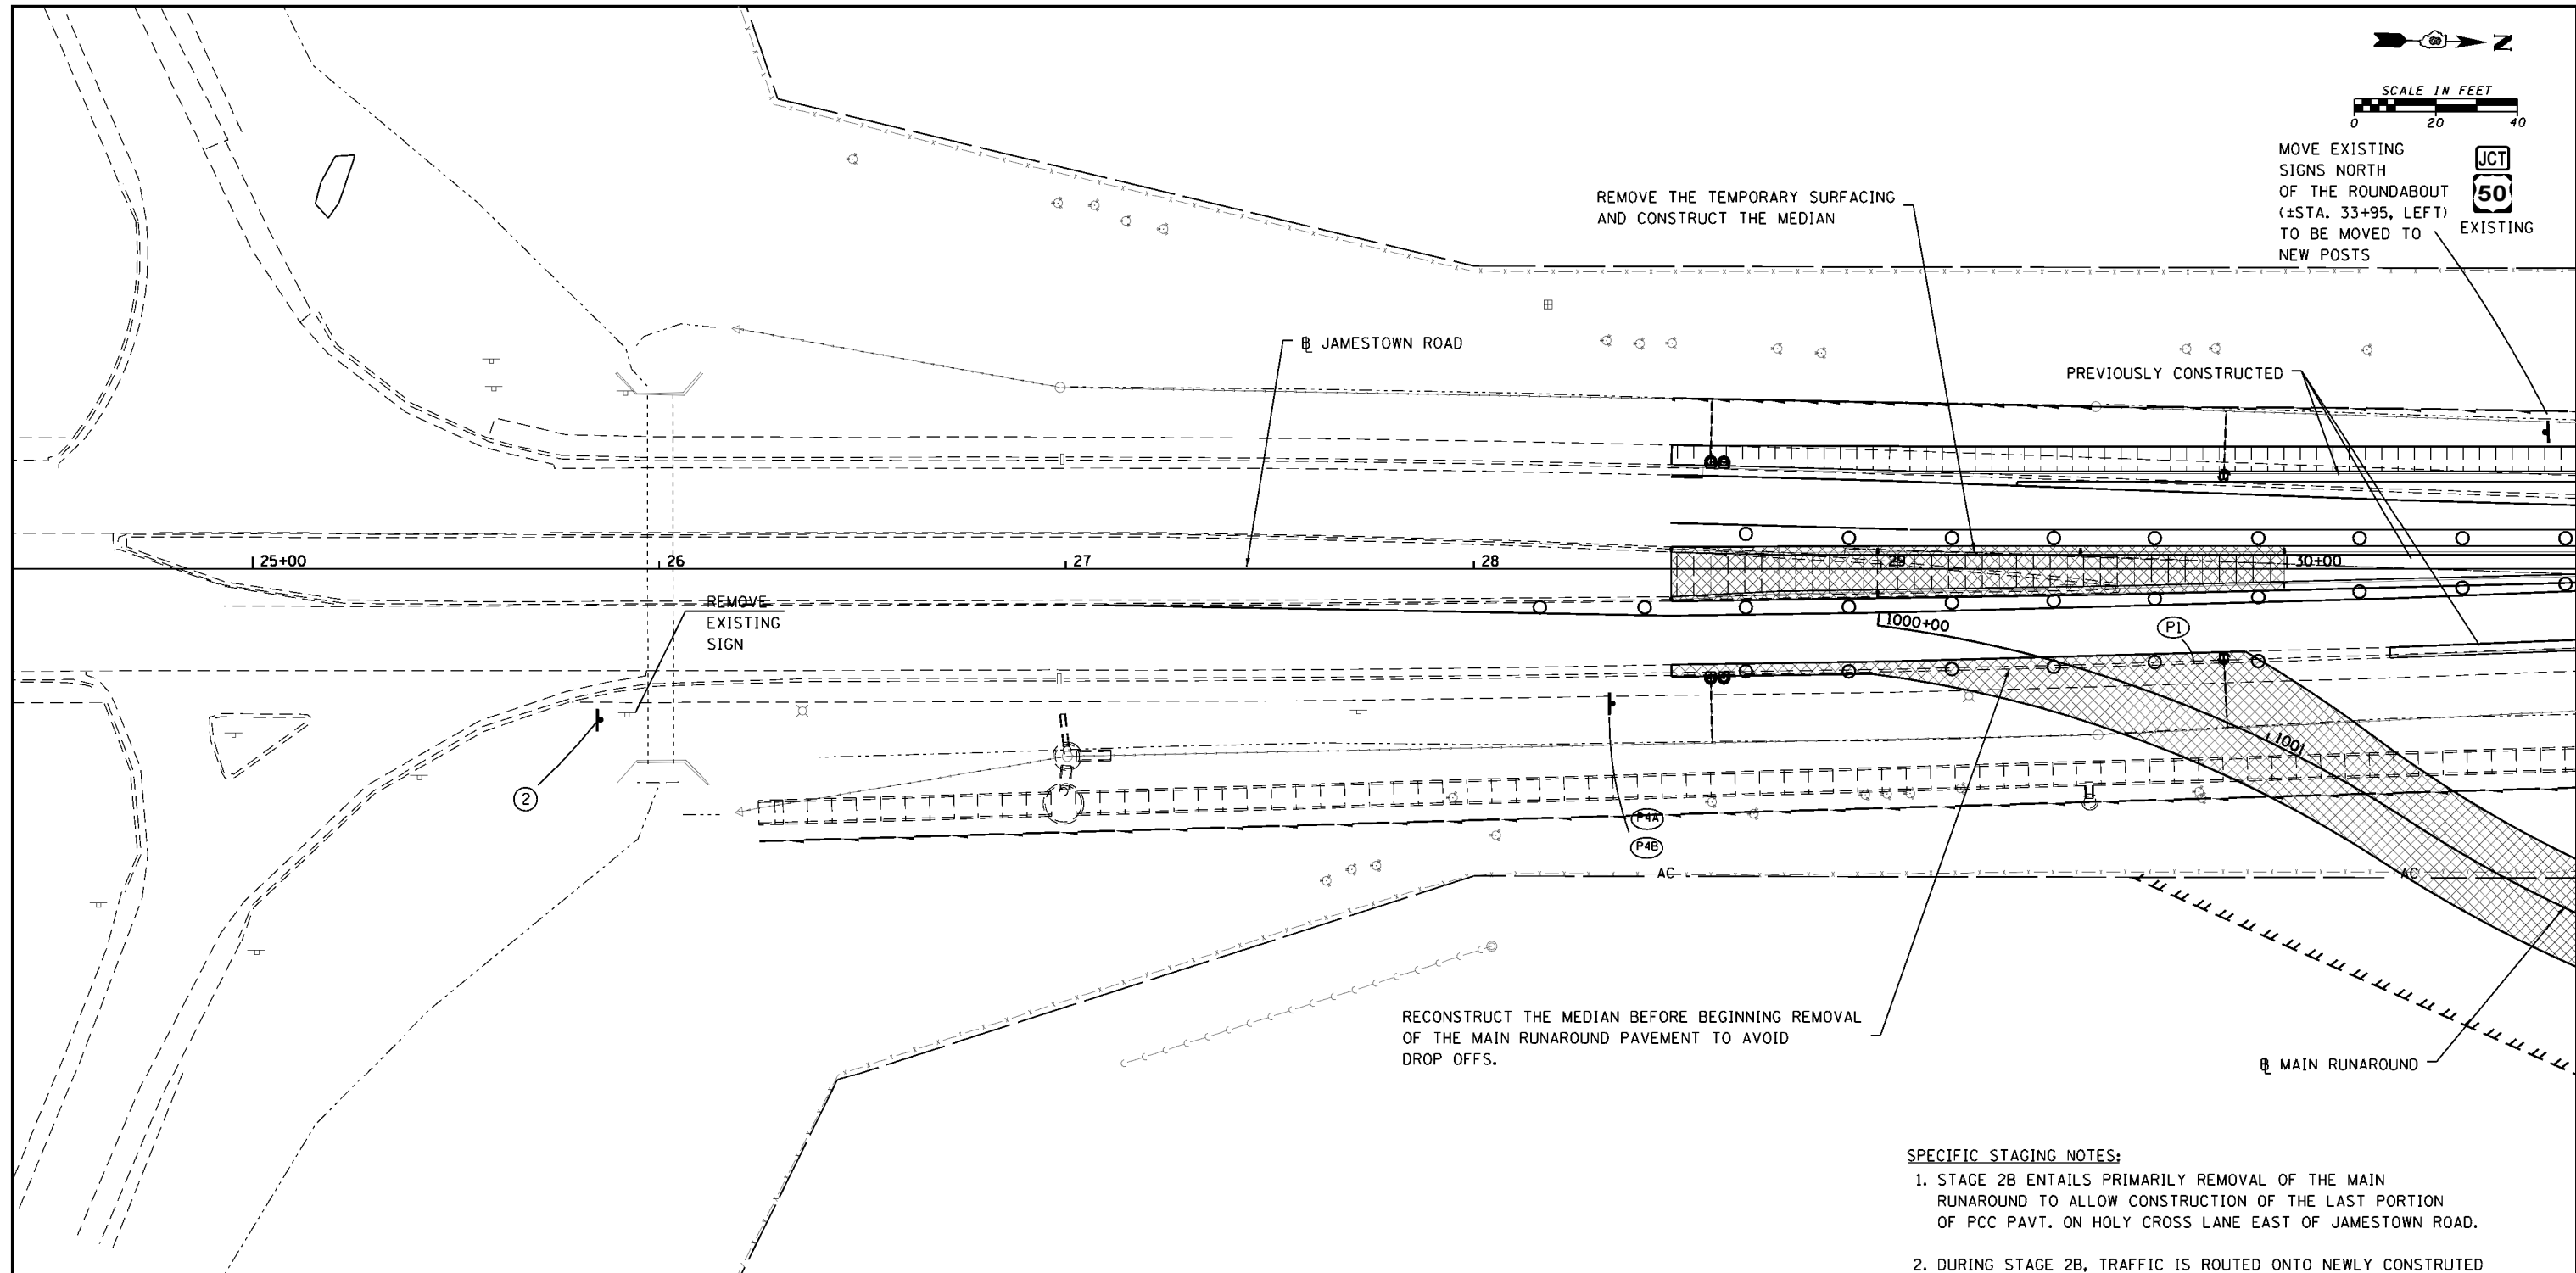 N
SCALE IN FEET
0 20 40
MOVE EXISTING
SIGNS NORTH
OF THE ROUNDABOUT
(±STA. 33+95, LEFT)
TO BE MOVED TO
NEW POSTS
JCT
50
EXISTING
REMOVE THE TEMPORARY SURFACING
AND CONSTRUCT THE MEDIAN
JAMESTOWN ROAD
PREVIOUSLY CONSTRUCTED
25+00
26
27
28
29
30+00
REMOVE
EXISTING
SIGN
1000+00
P1
1001
2
P4A
P4B
AC
AC
RECONSTRUCT THE MEDIAN BEFORE BEGINNING REMOVAL
OF THE MAIN RUNAROUND PAVEMENT TO AVOID
DROP OFFS.
MAIN RUNAROUND
SPECIFIC STAGING NOTES:
1. STAGE 2B ENTAILS PRIMARILY REMOVAL OF THE MAIN
RUNAROUND TO ALLOW CONSTRUCTION OF THE LAST PORTION
OF PCC PAVT. ON HOLY CROSS LANE EAST OF JAMESTOWN ROAD.
2. DURING STAGE 2B, TRAFFIC IS ROUTED ONTO NEWLY CONSTRUTED